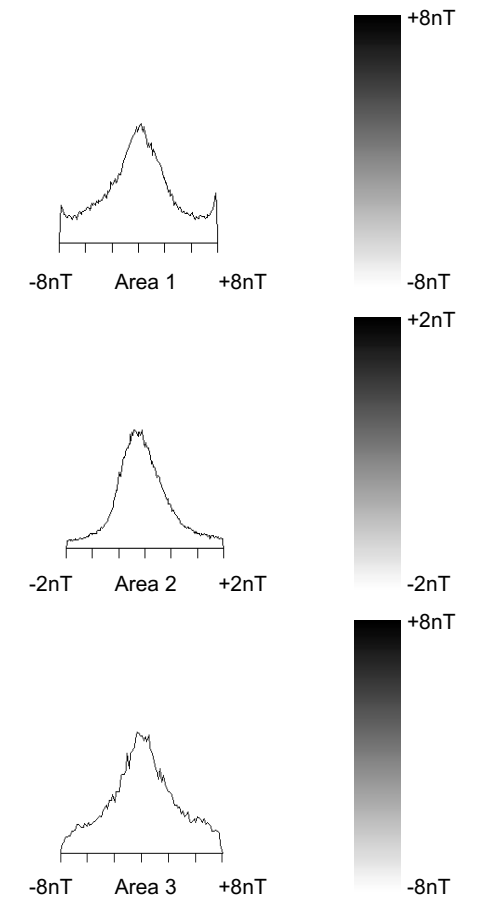 +8nT
-8nT Area 1 +8nT -8nT
+2nT
-2nT Area 2 +2nT -2nT
+8nT
-8nT Area 3 +8nT -8nT